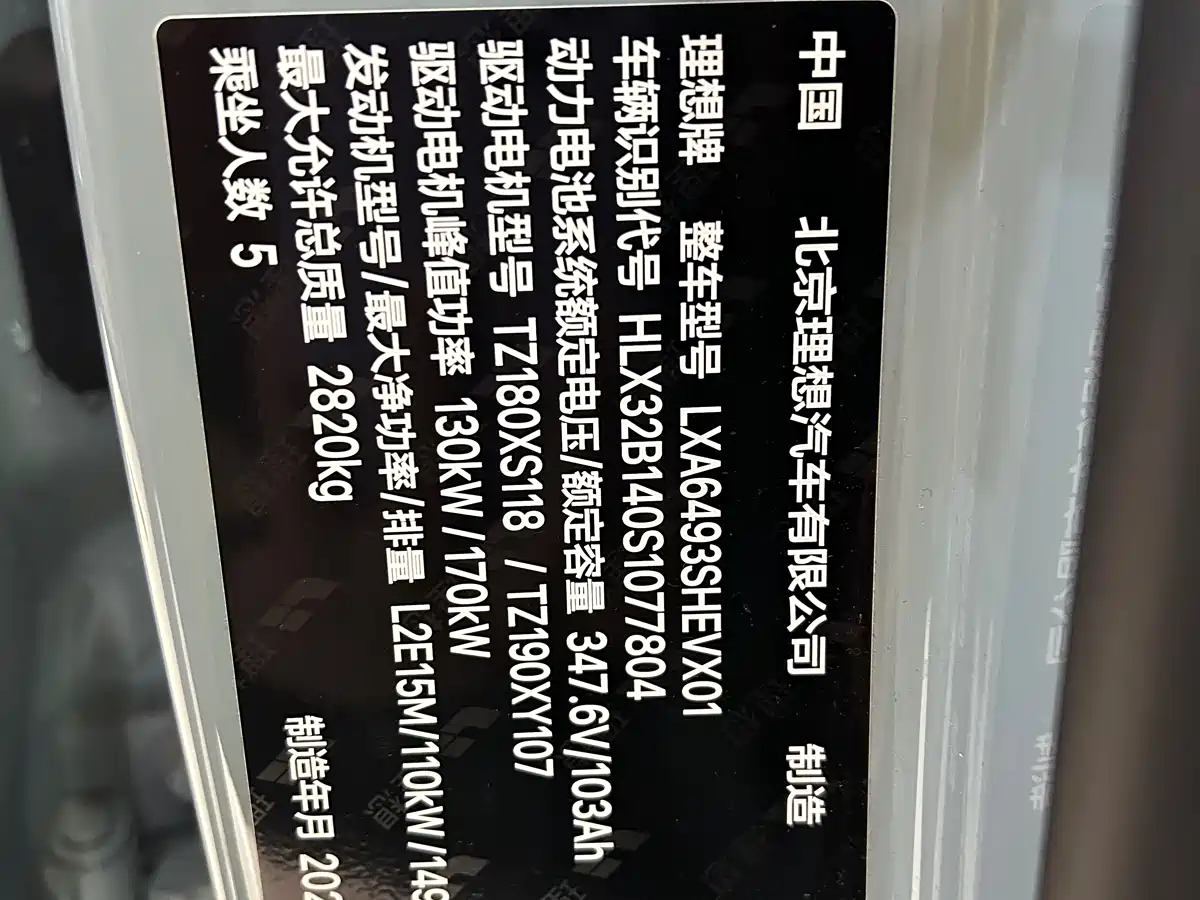 中国 北京理想汽车有限公司 制造
理想牌 整车型号 LXA6493SHEVX01
车辆识别代号 HLX32B140S1077804
动力电池系统额定电压/额定容量 347.6V/103Ah
驱动电机型号 TZ180XS118 / TZ190XY107
驱动电机峰值功率 130kW/170kW
发动机型号/最大净功率/排量 L2E15M/110kW/149
最大允许总质量 2820kg 制造年月 202
乘坐人数 5